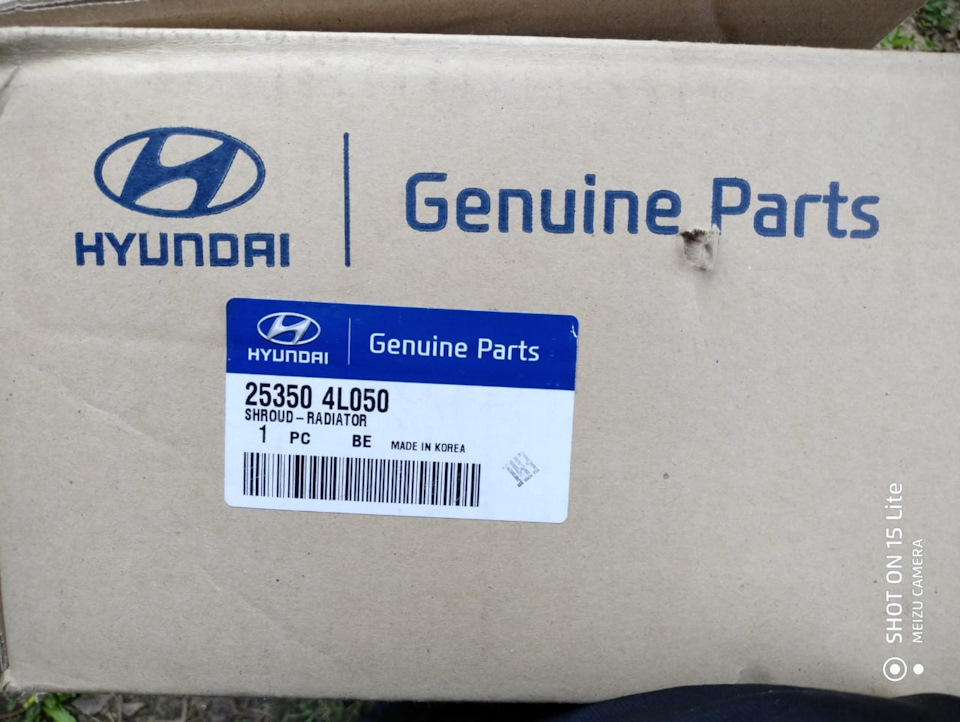 HYUNDAI
Genuine Parts
HYUNDAI
Genuine Parts
25350 4L050
SHROUD-RADIATOR
1 PC BE MADE IN KOREA
SHOT ON 15 Lite
MEIZU CAMERA